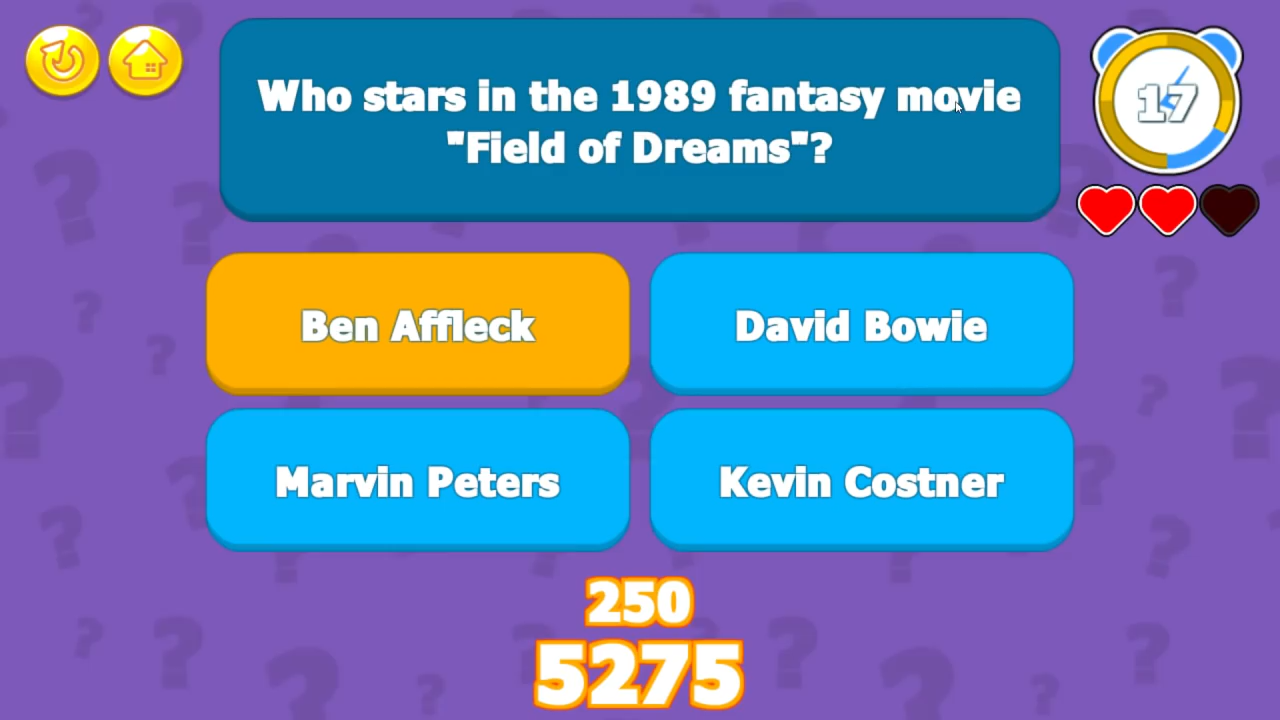 Who stars in the 1989 fantasy movie
"Field of Dreams"?
17
Ben Affleck
David Bowie
Marvin Peters
Kevin Costner
250
5275